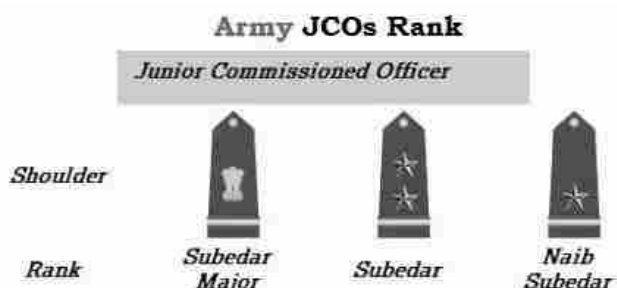 Army JCOs Rank
Junior Commissioned Officer
Shoulder
Rank
Subedar
Major
Subedar
Naib
Subedar